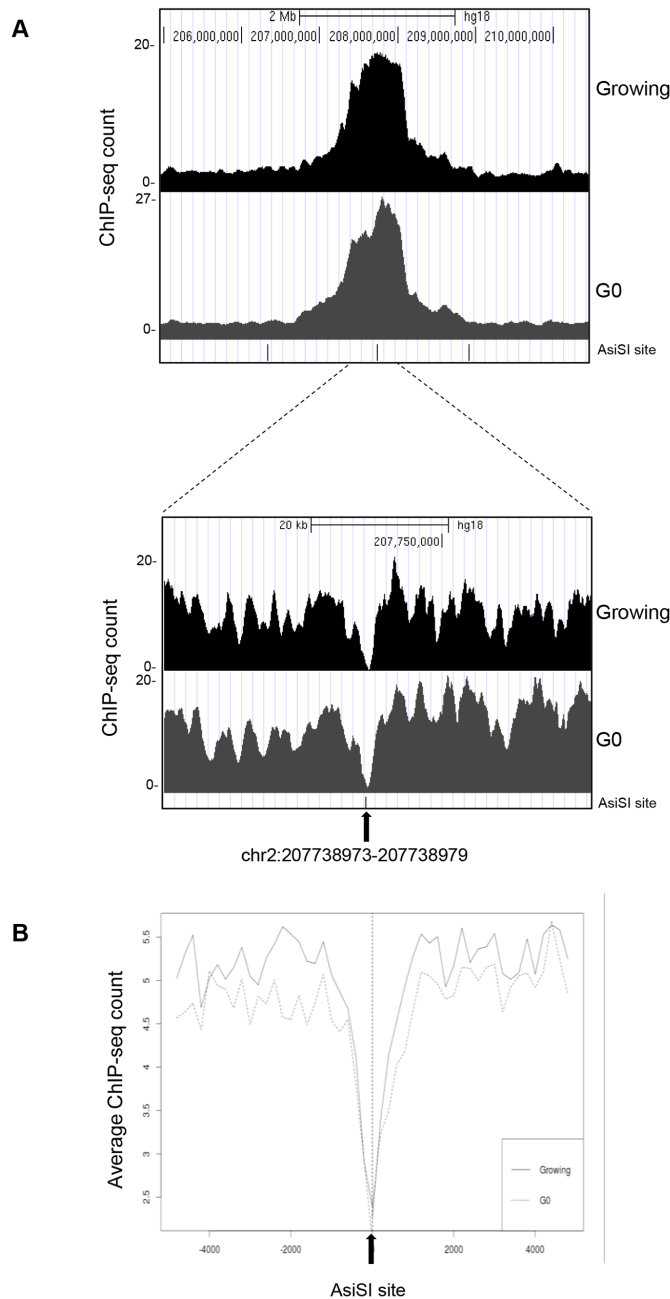 A
2 Mb hg18
206,000,000 207,000,000 208,000,000 209,000,000 210,000,000
20-
Growing
ChIP-seq count
0-
27-
G0
0-
AsiSI site
20 kb hg18
207,750,000
20-
Growing
ChIP-seq count
0-
20-
G0
0-
AsiSI site
chr2:207738973-207738979
B
5.5
5
4.5
4
3.5
3
2.5
Average ChIP-seq count
Growing
G0
-4000 -2000 2000 4000
AsiSI site